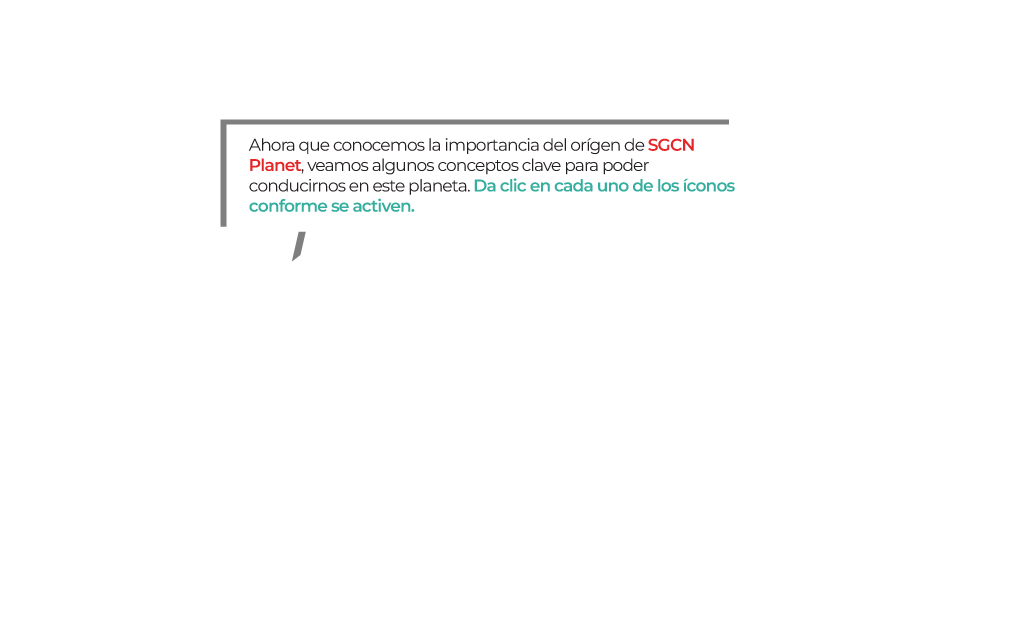 Ahora que conocemos la importancia del orígen de SGCN
Planet, veamos algunos conceptos clave para poder
conducirnos en este planeta. Da clic en cada uno de los íconos
conforme se activen.